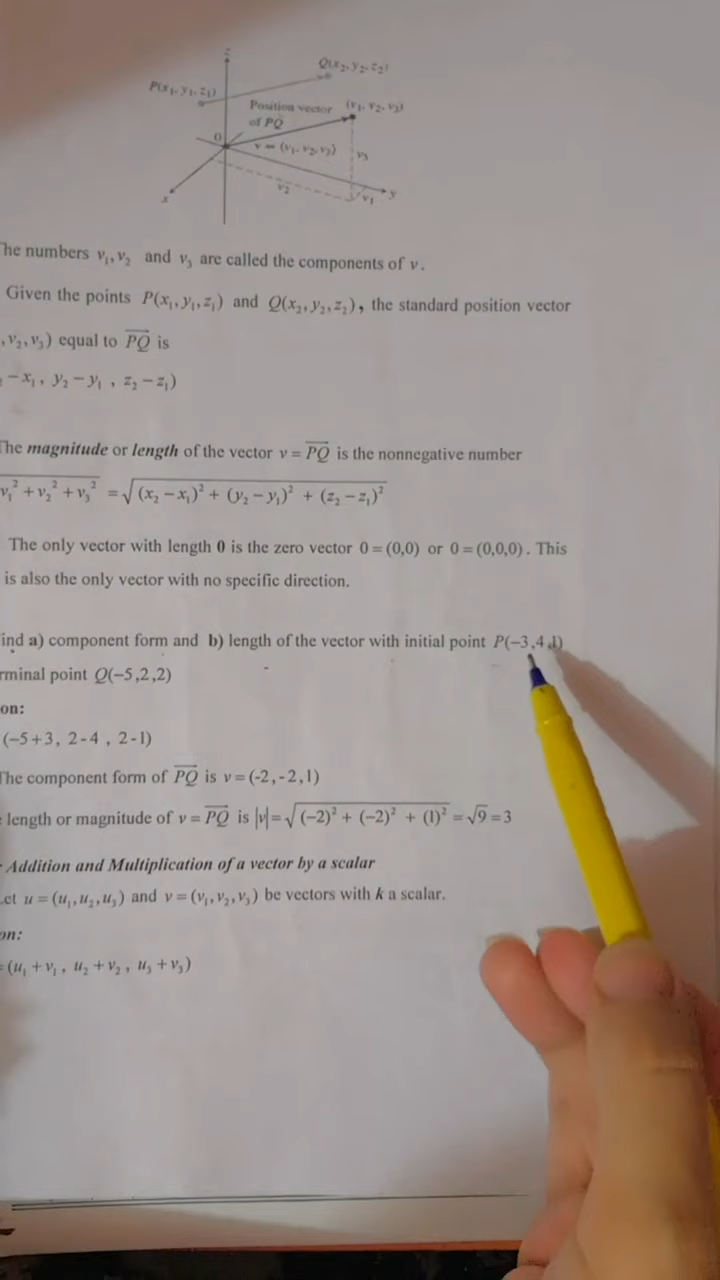 z
Q(x₂, y₂, z₂)
P(x₁, y₁, z₁)
Position vector
of PQ
(v₁, v₂, v₃)
0
v = (v₁, v₂, v₃)
v₃
v₂
v₁
x
y
The numbers v₁, v₂ and v₃ are called the components of v.
Given the points P(x₁, y₁, z₁) and Q(x₂, y₂, z₂), the standard position vector
, v₂, v₃) equal to \overrightarrow{PQ} is
− x₁, y₂ − y₁ , z₂ − z₁)
The magnitude or length of the vector v = \overrightarrow{PQ} is the nonnegative number
v₁² + v₂² + v₃² = √((x₂ − x₁)² + (y₂ − y₁)² + (z₂ − z₁)²)
The only vector with length 0 is the zero vector 0 = (0,0) or 0 = (0,0,0). This
is also the only vector with no specific direction.
ind a) component form and b) length of the vector with initial point P(−3,4,1)
rminal point Q(−5,2,2)
on:
(−5+3, 2-4 , 2-1)
The component form of \overrightarrow{PQ} is v = (-2,-2,1)
length or magnitude of v = \overrightarrow{PQ} is |v| = √((−2)² + (−2)² + (1)²) = √9 = 3
Addition and Multiplication of a vector by a scalar
Let u = (u₁, u₂, u₃) and v = (v₁, v₂, v₃) be vectors with k a scalar.
on:
= (u₁ + v₁ , u₂ + v₂ , u₃ + v₃)